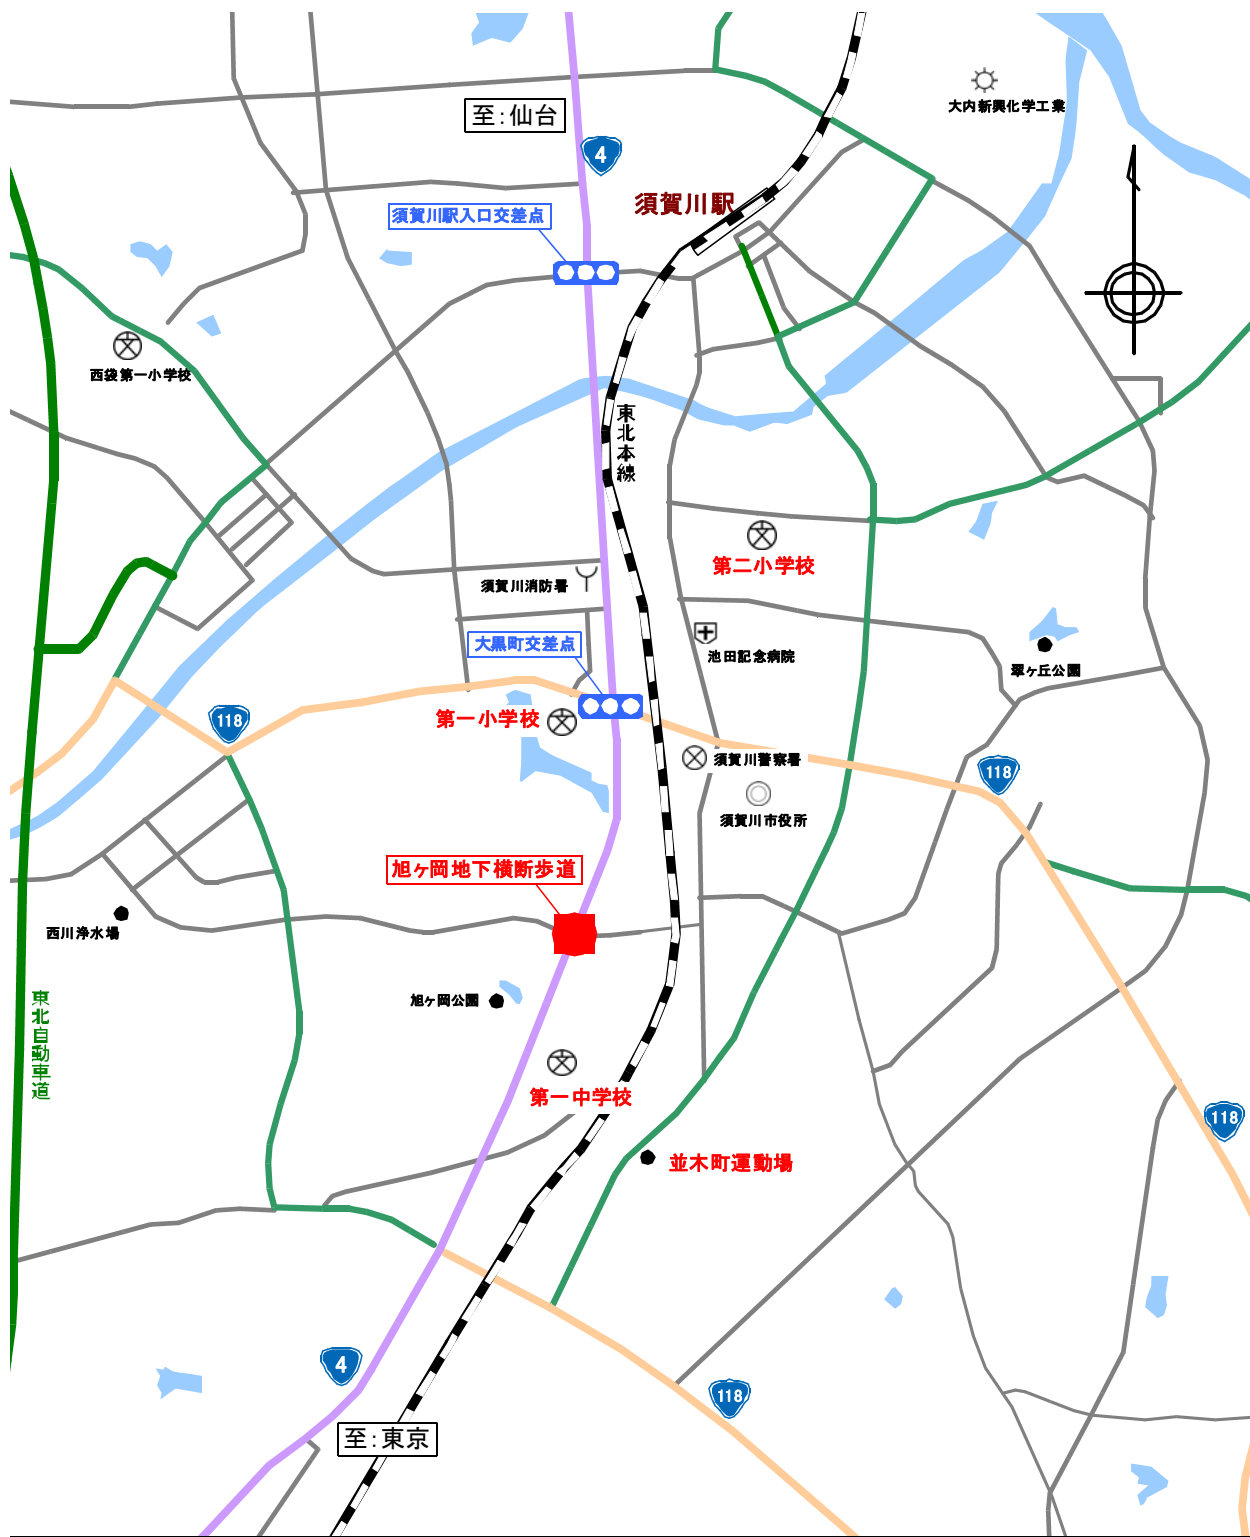 大内新興化学工業
至：仙台
4
須賀川駅
須賀川駅入口交差点
西袋第一小学校
東北本線
第二小学校
須賀川消防署
大黒町交差点
池田記念病院
翠ヶ丘公園
118
第一小学校
須賀川警察署
118
須賀川市役所
旭ヶ岡地下横断歩道
西川浄水場
東北自動車道
旭ヶ岡公園
第一中学校
118
並木町運動場
4
118
至：東京